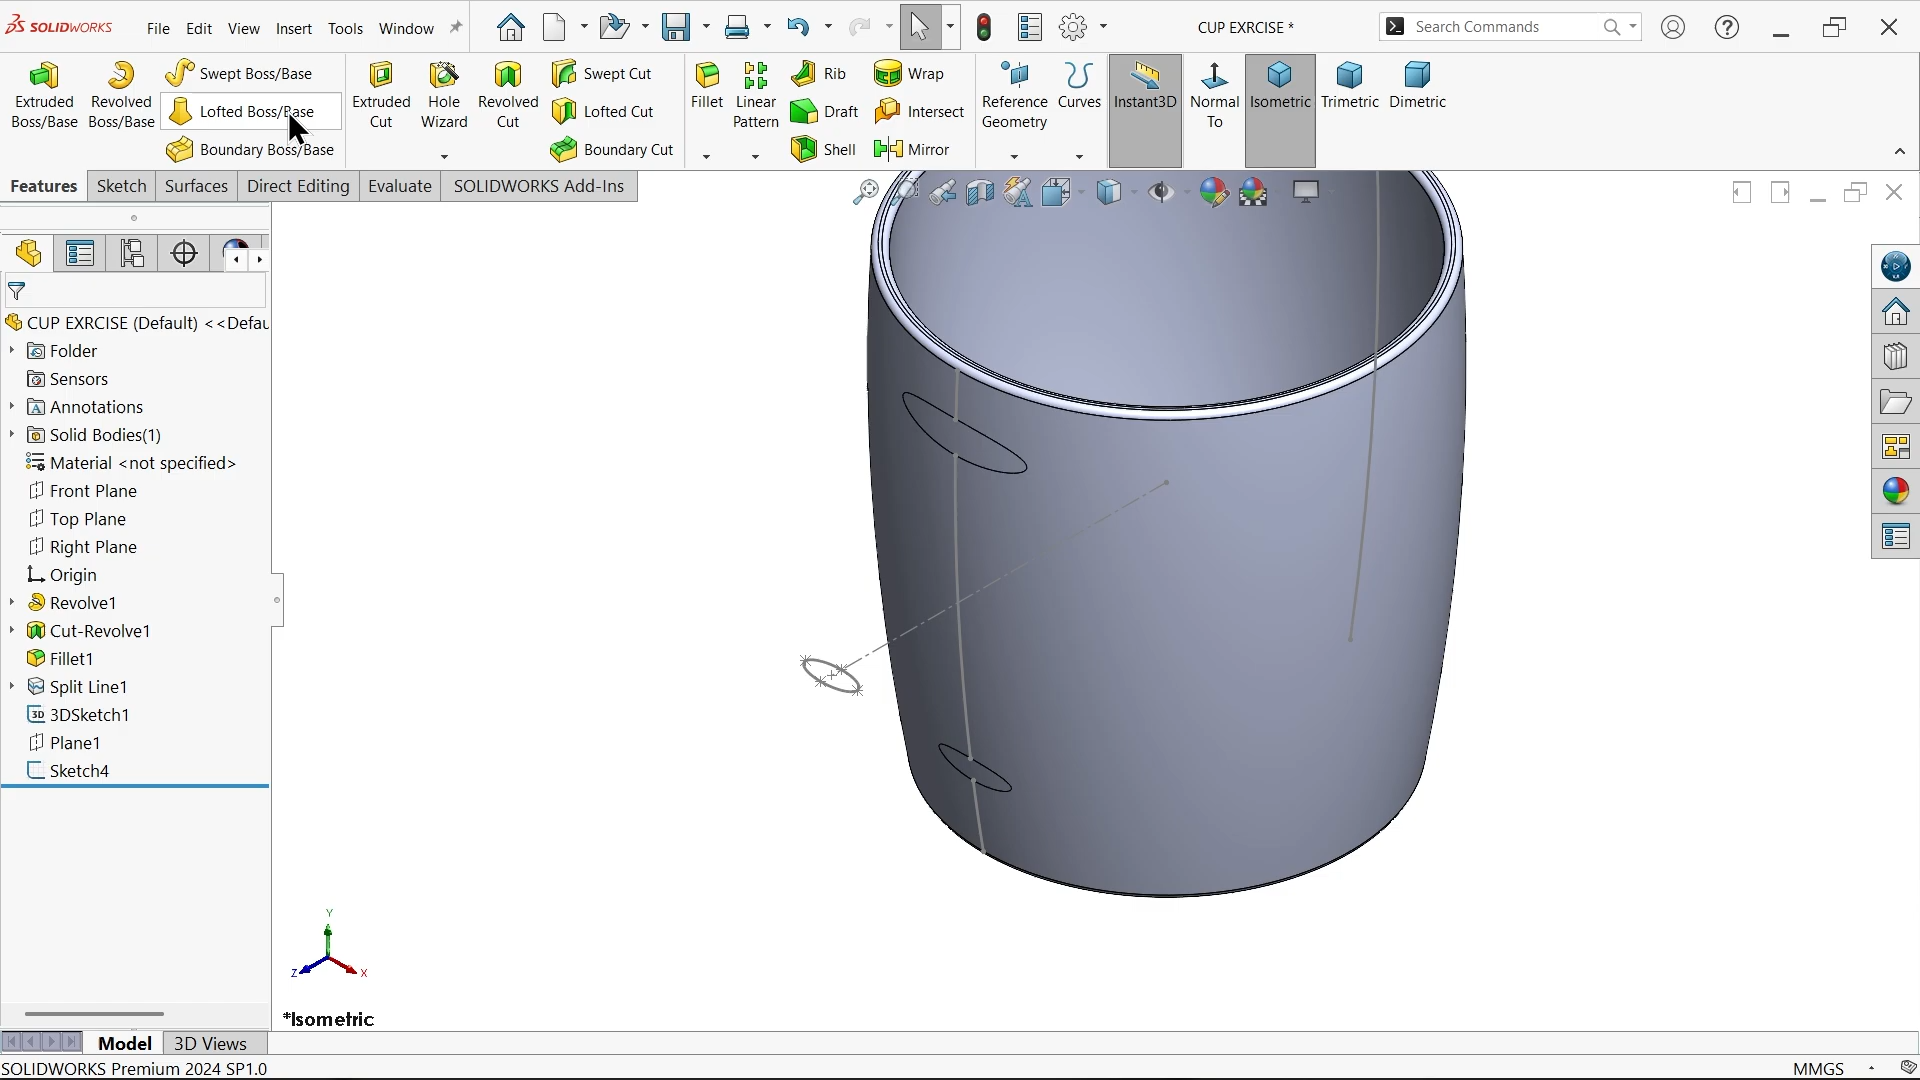 SOLIDWORKS File Edit View Insert Tools Window CUP EXRCISE * Search Commands
Extruded Boss/Base
Revolved Boss/Base
Swept Boss/Base
Lofted Boss/Base
Boundary Boss/Base
Extruded Cut
Hole Wizard
Revolved Cut
Swept Cut
Lofted Cut
Boundary Cut
Fillet
Linear Pattern
Rib
Draft
Shell
Wrap
Intersect
Mirror
Reference Geometry
Curves
Instant3D
Normal To
Isometric
Trimetric
Dimetric
Features Sketch Surfaces Direct Editing Evaluate SOLIDWORKS Add-Ins
CUP EXRCISE (Default) <<Defau
Folder
Sensors
Annotations
Solid Bodies(1)
Material <not specified>
Front Plane
Top Plane
Right Plane
Origin
Revolve1
Cut-Revolve1
Fillet1
Split Line1
3D 3DSketch1
Plane1
Sketch4
Y
Z X
*Isometric
Model 3D Views
SOLIDWORKS Premium 2024 SP1.0 MMGS